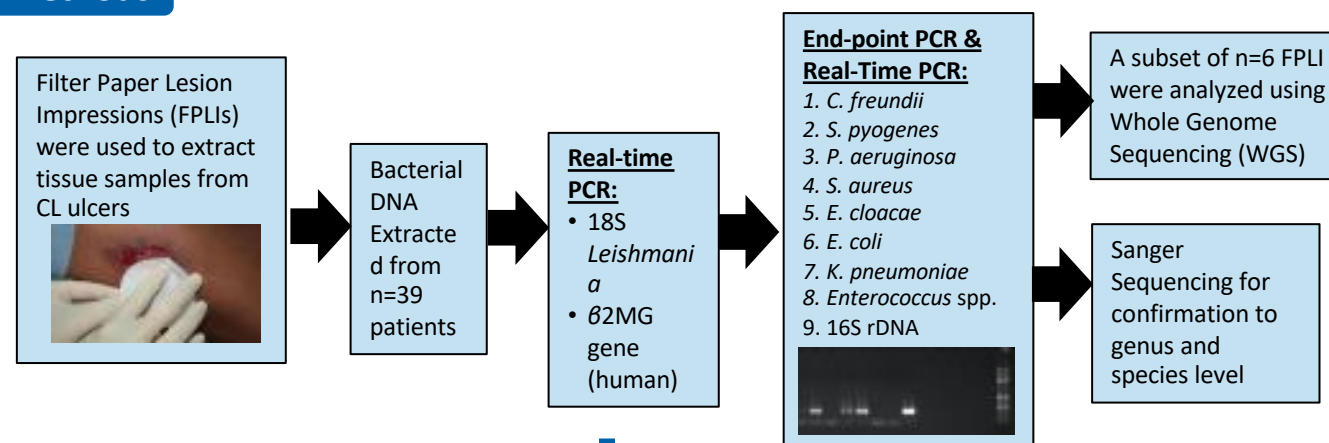 Filter Paper Lesion
Impressions (FPLIs)
were used to extract
tissue samples from
CL ulcers
Bacterial
DNA
Extracte
d from
n=39
patients
Real-time
PCR:
• 18S
Leishmani
a
• β2MG
gene
(human)
End-point PCR &
Real-Time PCR:
1. C. freundii
2. S. pyogenes
3. P. aeruginosa
4. S. aureus
5. E. cloacae
6. E. coli
7. K. pneumoniae
8. Enterococcus spp.
9. 16S rDNA
A subset of n=6 FPLI
were analyzed using
Whole Genome
Sequencing (WGS)
Sanger
Sequencing for
confirmation to
genus and
species level